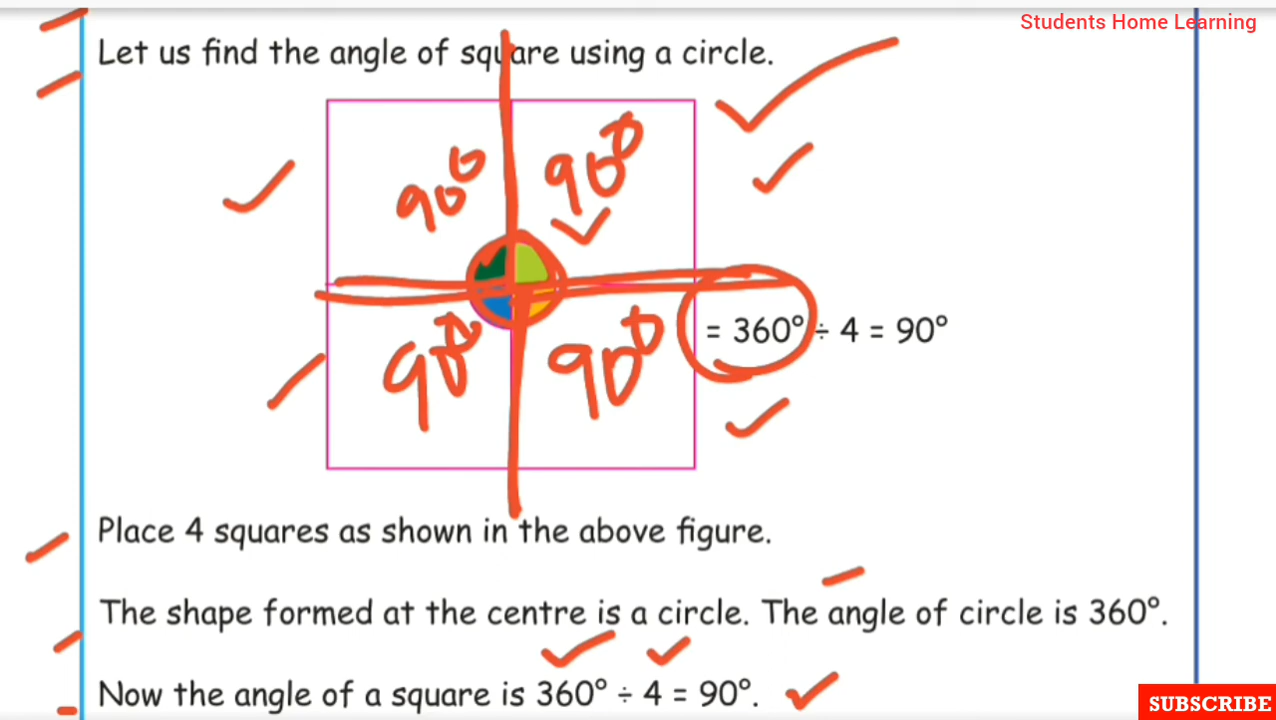 Students Home Learning
Let us find the angle of square using a circle.
90° 90°
= 360° ÷ 4 = 90°
90° 90°
Place 4 squares as shown in the above figure.
The shape formed at the centre is a circle. The angle of circle is 360°.
Now the angle of a square is 360° ÷ 4 = 90°.
SUBSCRIBE